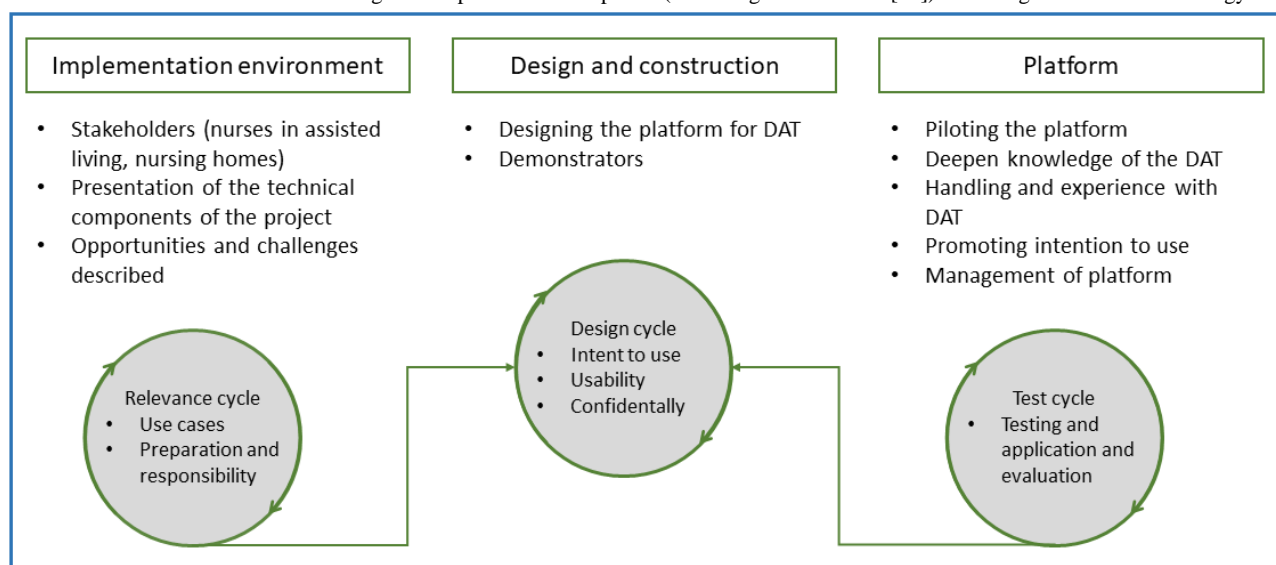 Implementation environment
• Stakeholders (nurses in assisted
living, nursing homes)
• Presentation of the technical
components of the project
• Opportunities and challenges
described
Relevance cycle
• Use cases
• Preparation and
responsibility
Design and construction
• Designing the platform for DAT
• Demonstrators
Design cycle
• Intent to use
• Usability
• Confidentally
Platform
• Piloting the platform
• Deepen knowledge of the DAT
• Handling and experience with
DAT
• Promoting intention to use
• Management of platform
Test cycle
• Testing and
application and
evaluation